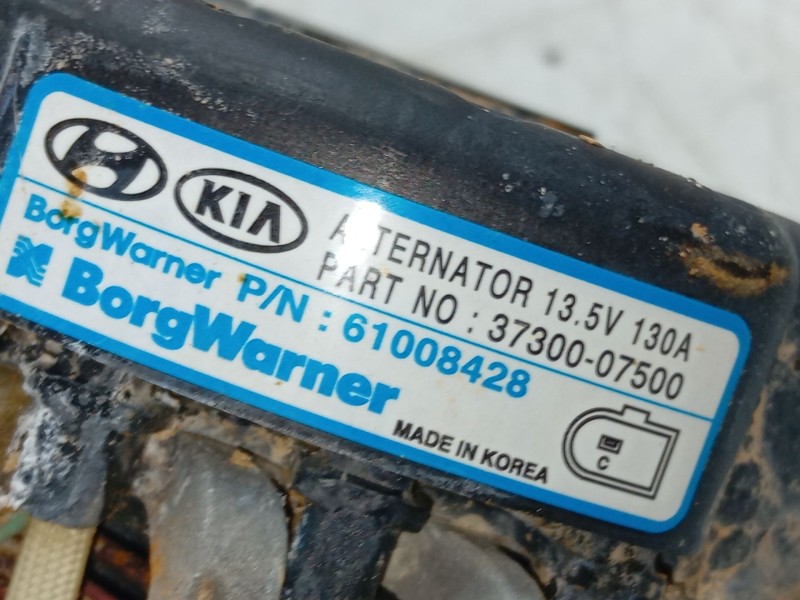 KIA
ALTERNATOR 13.5V 130A
PART NO : 37300-07500
BorgWarner P/N : 61008428
BorgWarner
MADE IN KOREA
C